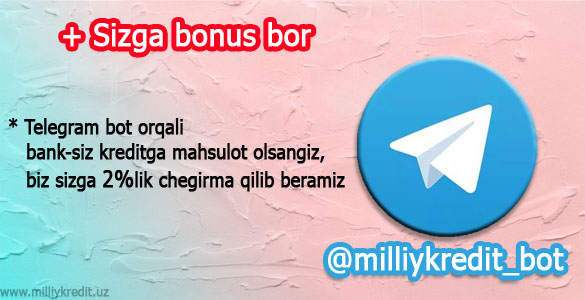 + Sizga bonus bor
* Telegram bot orqali
bank-siz kreditga mahsulot olsangiz,
biz sizga 2%lik chegirma qilib beramiz
@milliykredit_bot
www.milliykredit.uz